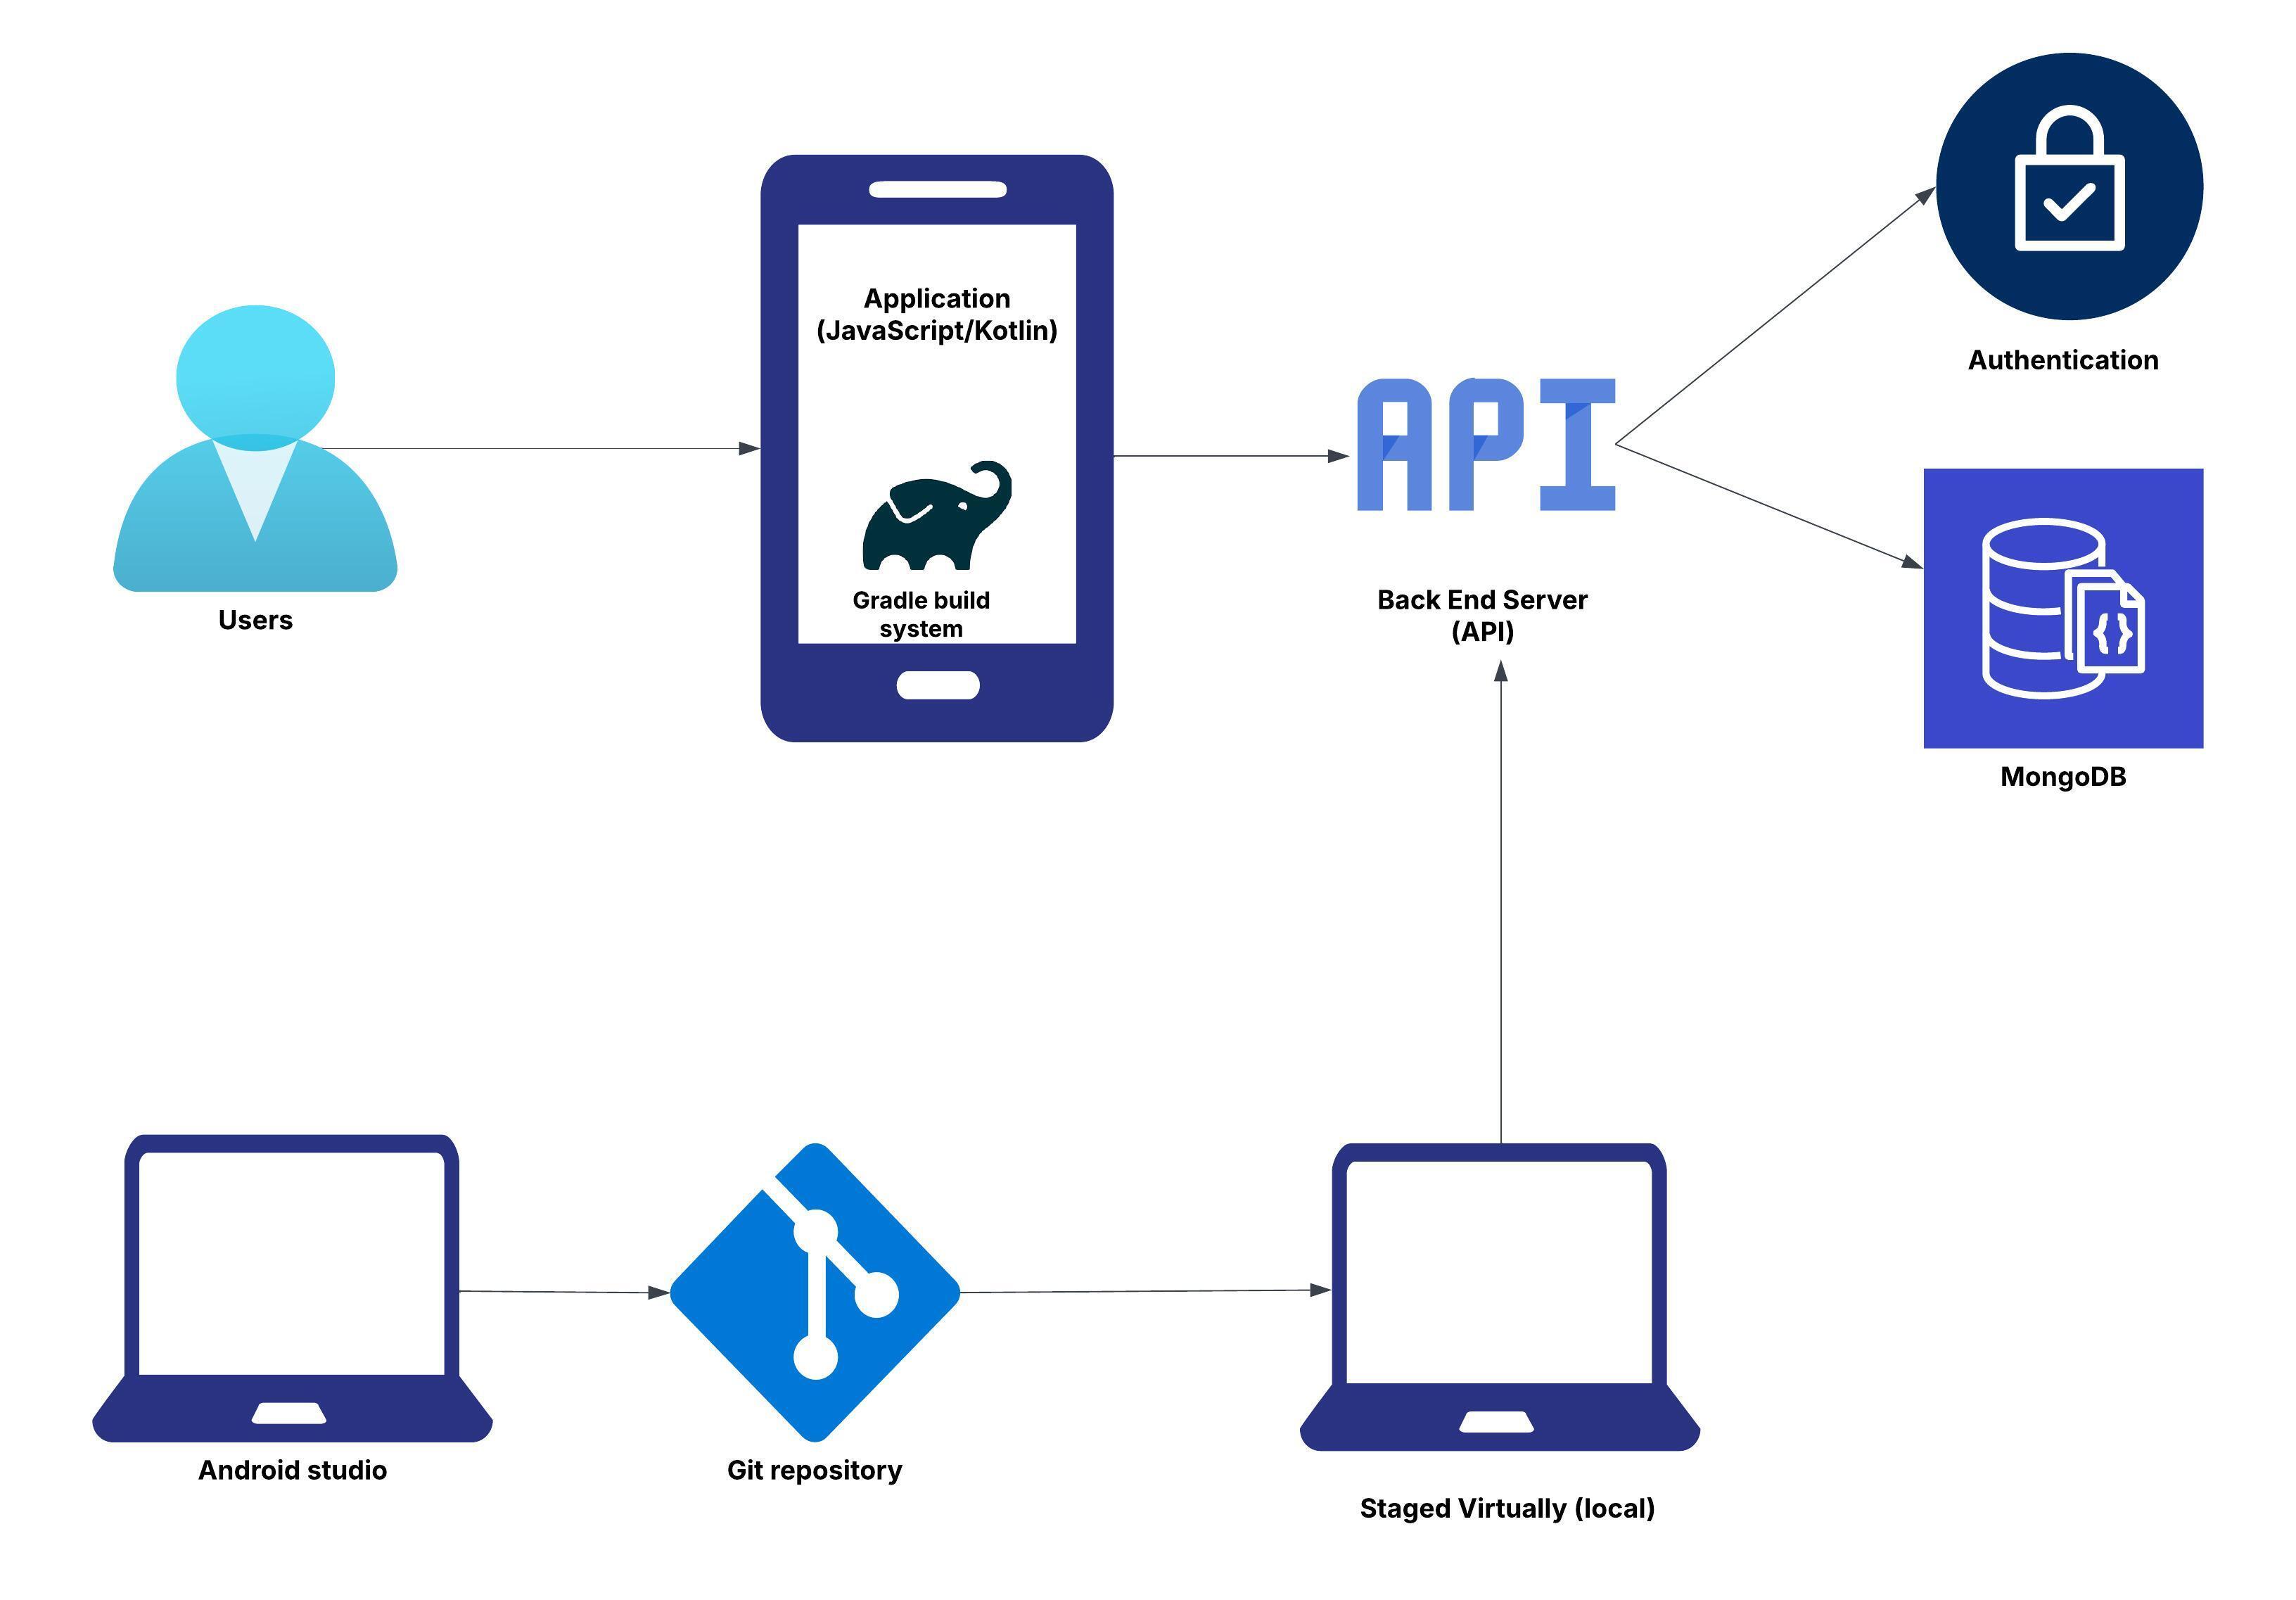 Application
(JavaScript/Kotlin)
Gradle build
system
Users
API
Back End Server
(API)
Authentication
MongoDB
Android studio
Git repository
Staged Virtually (local)